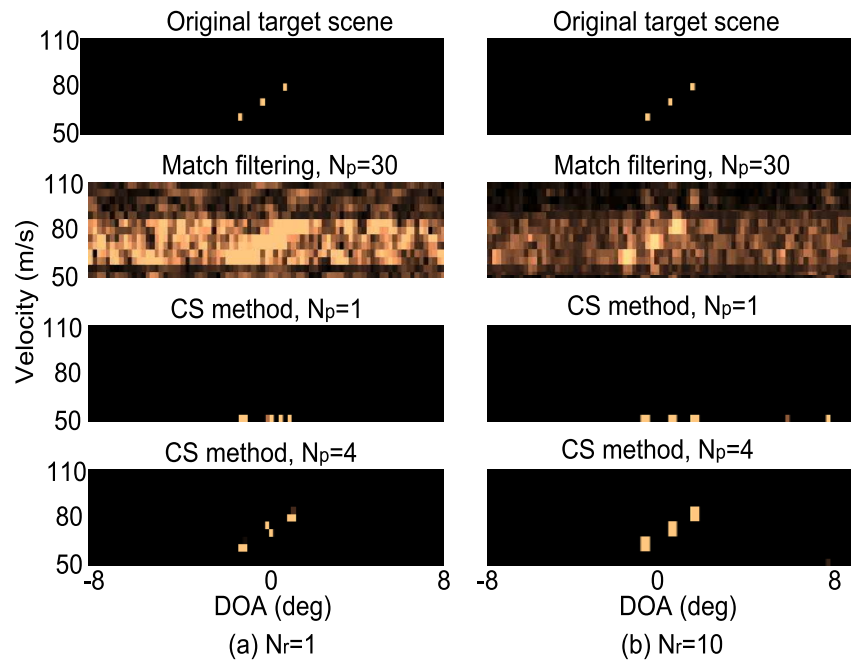 Original target scene
110
80
50
Match filtering, Np=30
110
80
50
CS method, Np=1
110
80
50
CS method, Np=4
110
80
50
-8 0 8
DOA (deg)
(a) Nr=1
Velocity (m/s)
Original target scene
Match filtering, Np=30
CS method, Np=1
CS method, Np=4
-8 0 8
DOA (deg)
(b) Nr=10